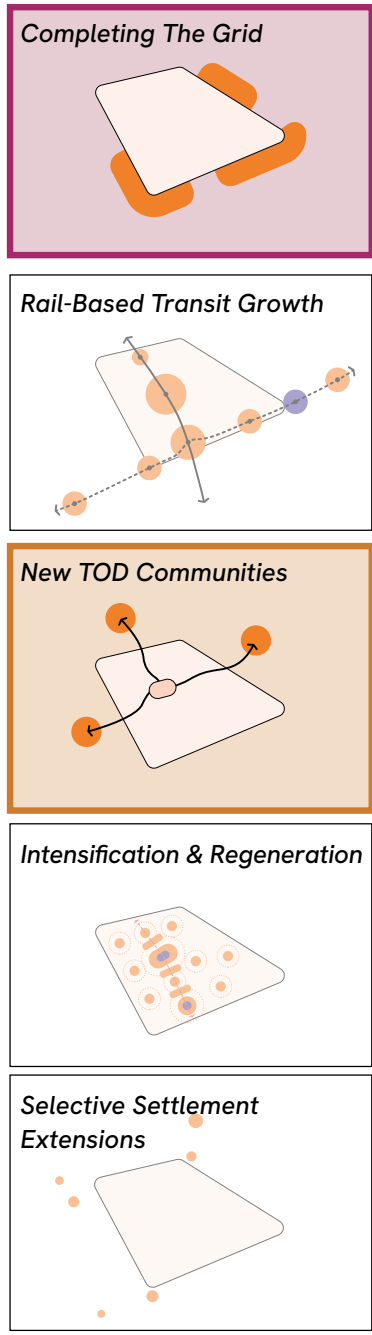 Completing The Grid
Rail-Based Transit Growth
New TOD Communities
Intensification & Regeneration
Selective Settlement
Extensions